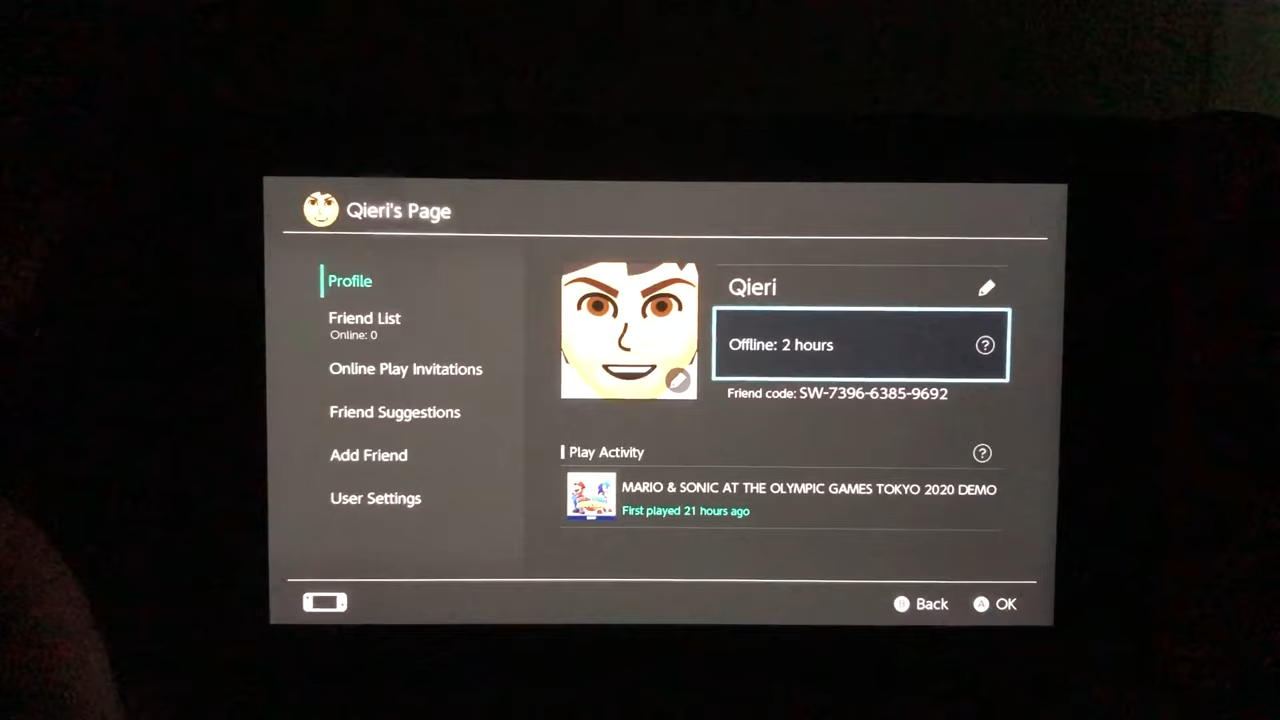 Qieri's Page
Profile
Friend List
Online: 0
Online Play Invitations
Friend Suggestions
Add Friend
User Settings
Qieri
Offline: 2 hours
?
Friend code: SW-7396-6385-9692
Play Activity
?
MARIO & SONIC AT THE OLYMPIC GAMES TOKYO 2020 DEMO
First played 21 hours ago
B Back
A OK